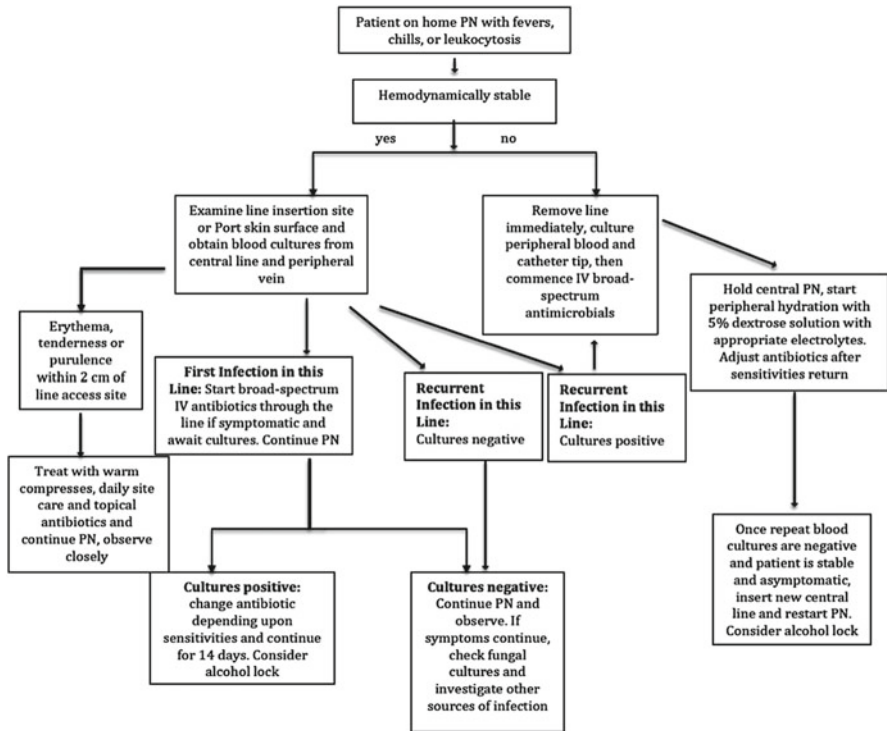 Patient on home PN with fevers,
chills, or leukocytosis
Hemodynamically stable
yes
no
Examine line insertion site
or Port skin surface and
obtain blood cultures from
central line and peripheral
vein
Remove line
immediately, culture
peripheral blood and
catheter tip, then
commence IV broad-
spectrum
antimicrobials
Hold central PN, start
peripheral hydration with
5% dextrose solution with
appropriate electrolytes.
Adjust antibiotics after
sensitivities return
Erythema,
tenderness or
purulence
within 2 cm of
line access site
First Infection in this
Line: Start broad-spectrum
IV antibiotics through the
line if symptomatic and
await cultures. Continue PN
Recurrent
Infection in this
Line:
Cultures negative
Recurrent
Infection in this
Line:
Cultures positive
Treat with warm
compresses, daily site
care and topical
antibiotics and
continue PN, observe
closely
Cultures positive:
change antibiotic
depending upon
sensitivities and continue
for 14 days. Consider
alcohol lock
Cultures negative:
Continue PN and
observe. If
symptoms continue,
check fungal
cultures and
investigate other
sources of infection
Once repeat blood
cultures are negative
and patient is stable
and asymptomatic,
insert new central
line and restart PN.
Consider alcohol lock